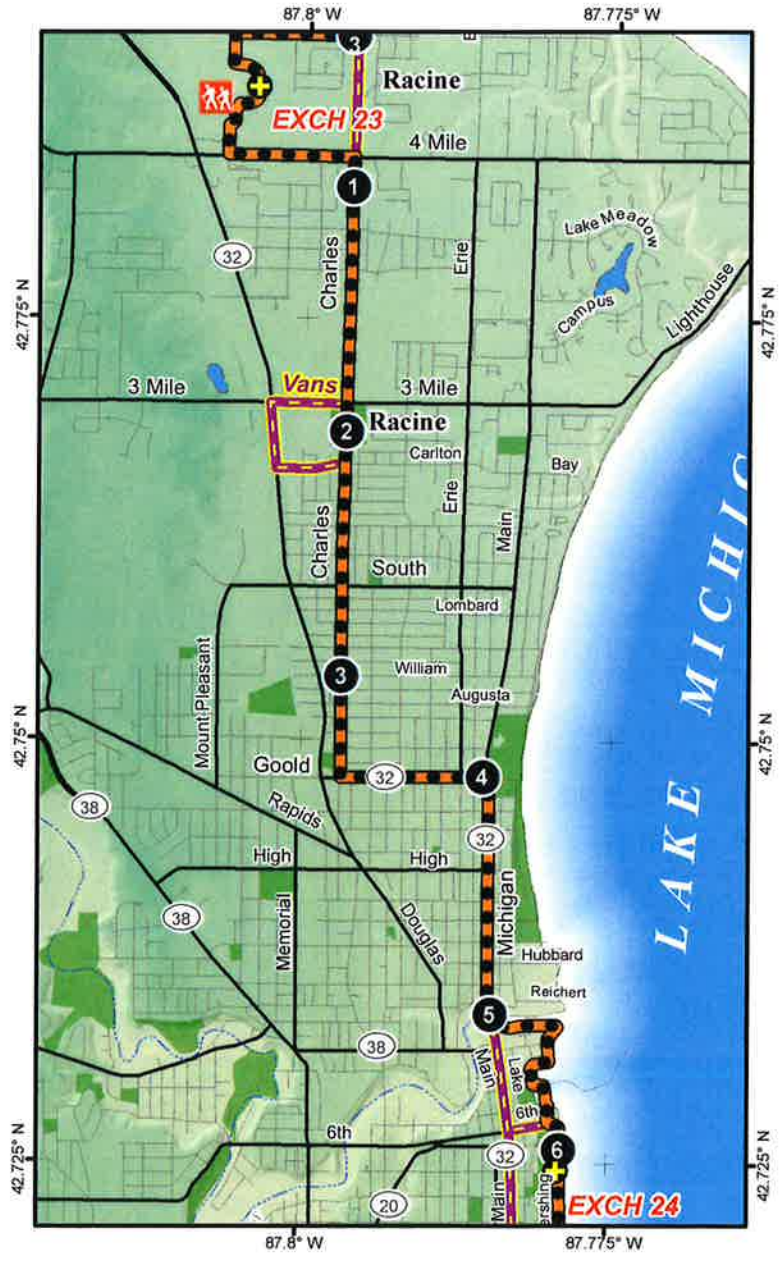 87.8° W
87.775° W
3
Racine
EXCH 23
4 Mile
1
Lake Meadow
32
Charles
Erie
Campus
Lighthouse
42.775° N
42.775° N
Vans
3 Mile
3 Mile
2
Racine
Carlton
Bay
Erie
Main
Charles
South
Lombard
LAKE MICHIG
Mount Pleasant
3
William
Augusta
42.75° N
42.75° N
Goold
32
4
38
Rapids
32
High
High
38
Memorial
Douglas
Michigan
Hubbard
Reichert
5
38
Main
Lake
6th
6th
32
6
42.725° N
42.725° N
20
Main
ershing
EXCH 24
87.8° W
87.775° W